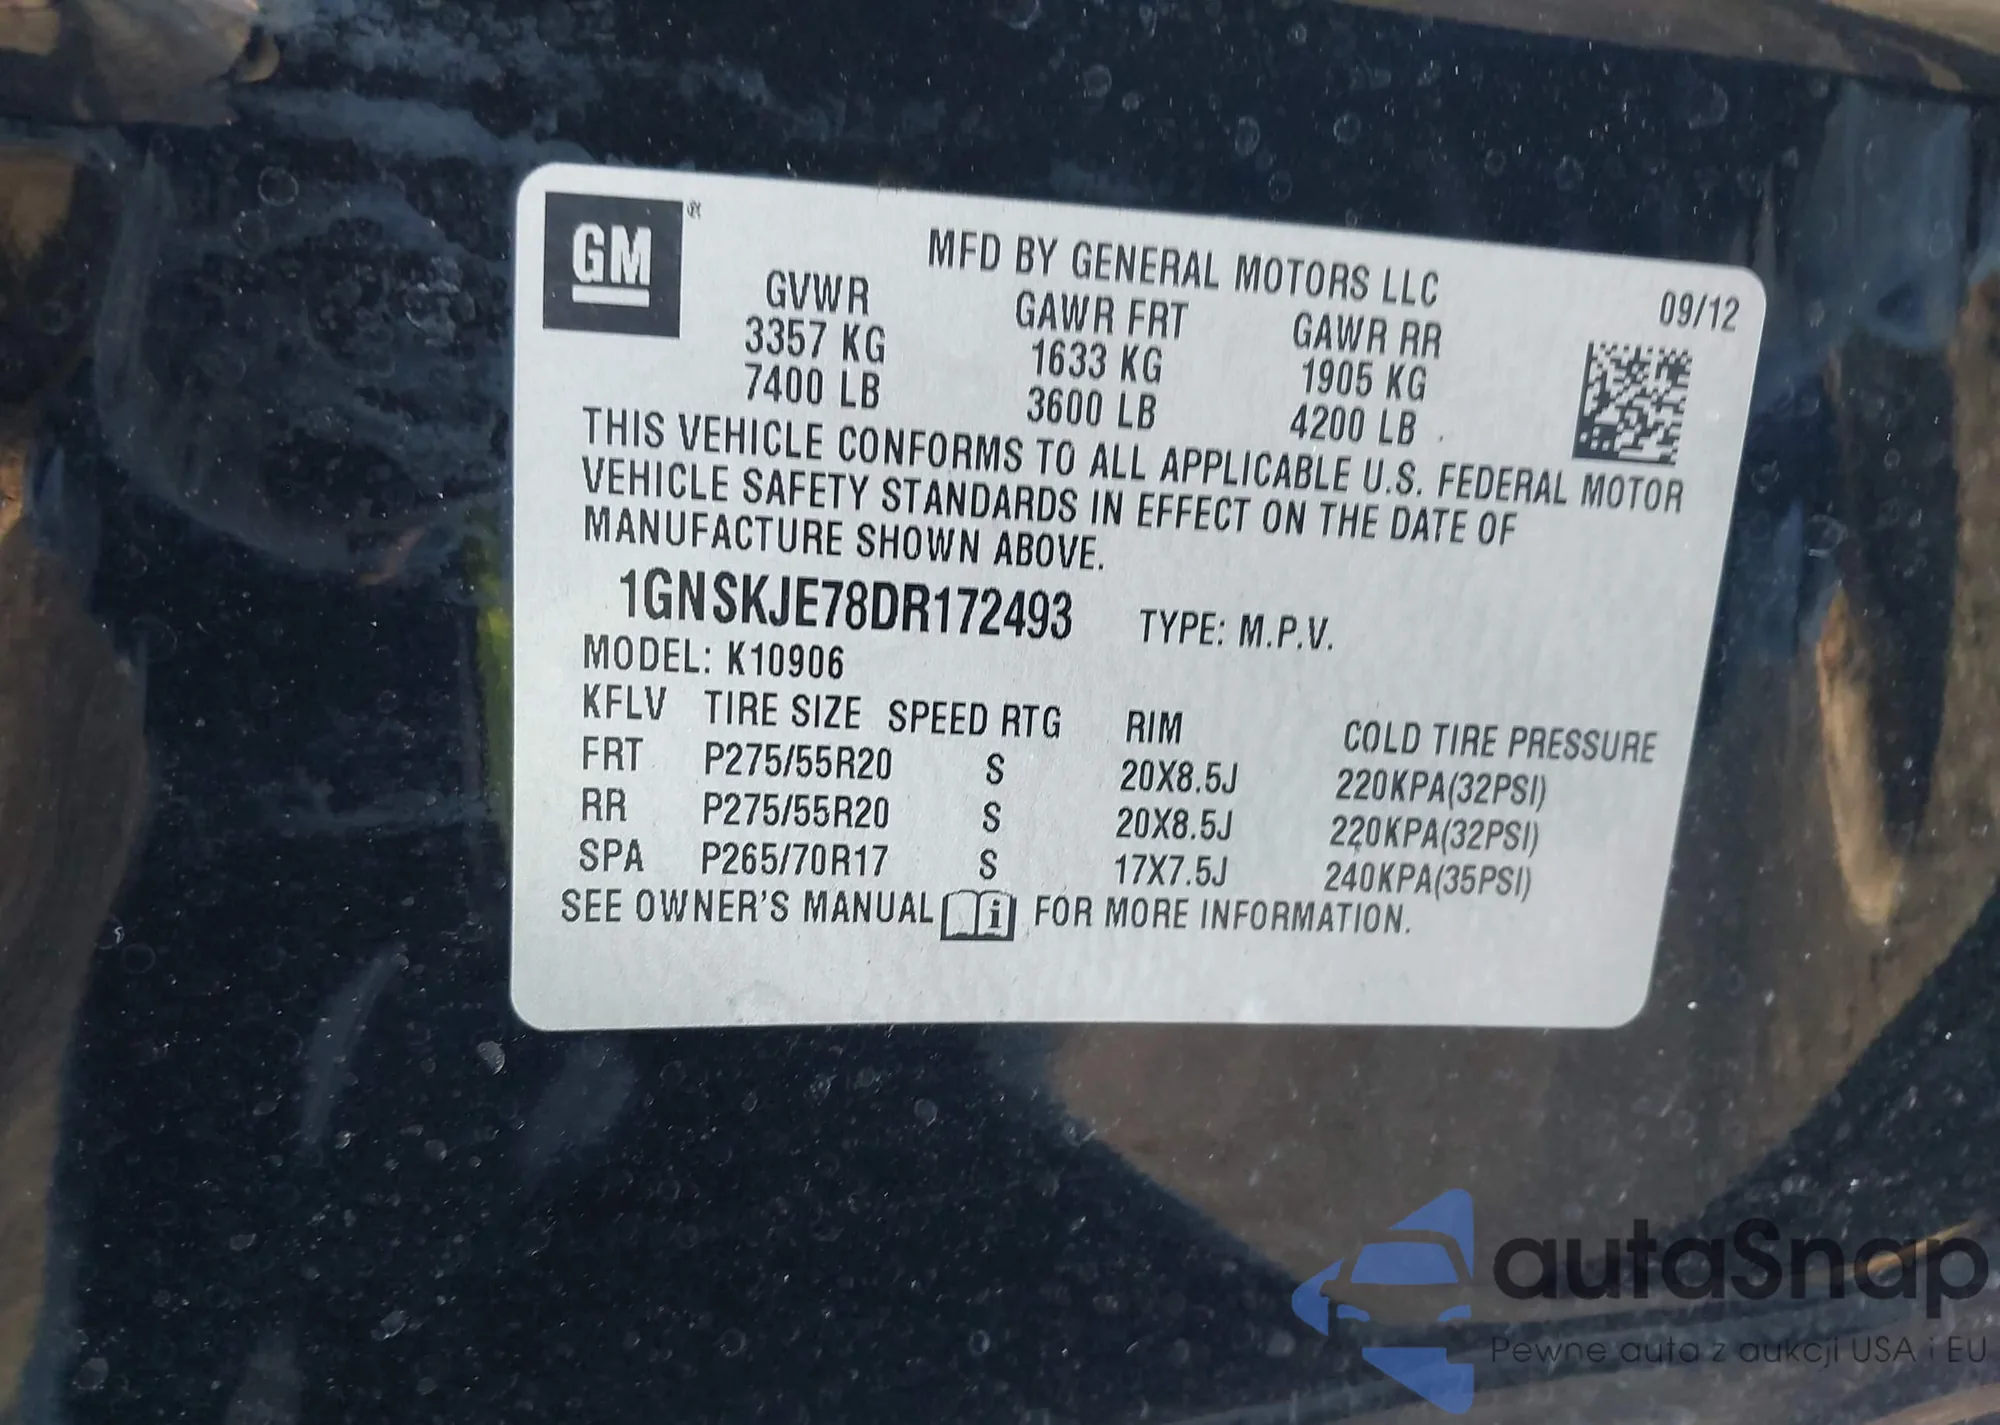 GM ®
MFD BY GENERAL MOTORS LLC
09/12
GVWR GAWR FRT GAWR RR
3357 KG 1633 KG 1905 KG
7400 LB 3600 LB 4200 LB
THIS VEHICLE CONFORMS TO ALL APPLICABLE U.S. FEDERAL MOTOR
VEHICLE SAFETY STANDARDS IN EFFECT ON THE DATE OF
MANUFACTURE SHOWN ABOVE.
1GNSKJE78DR172493 TYPE: M.P.V.
MODEL: K10906
KFLV TIRE SIZE SPEED RTG RIM COLD TIRE PRESSURE
FRT P275/55R20 S 20X8.5J 220KPA(32PSI)
RR P275/55R20 S 20X8.5J 220KPA(32PSI)
SPA P265/70R17 S 17X7.5J 240KPA(35PSI)
SEE OWNER'S MANUAL i FOR MORE INFORMATION.
autaSnap
Pewne auta z aukcji USA i EU